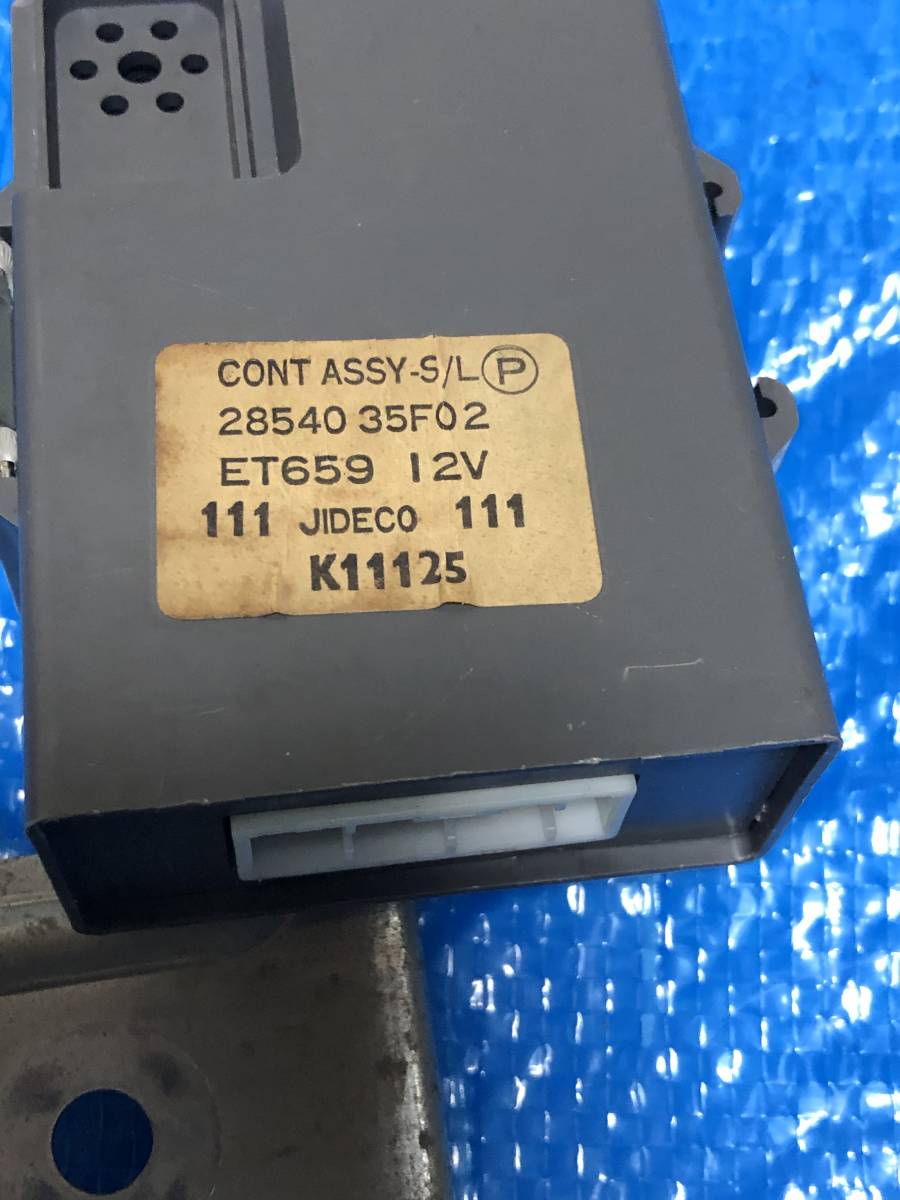 CONT ASSY-S/L Ⓟ
28540 35F02
ET659 12V
111 JIDECO 111
K11125